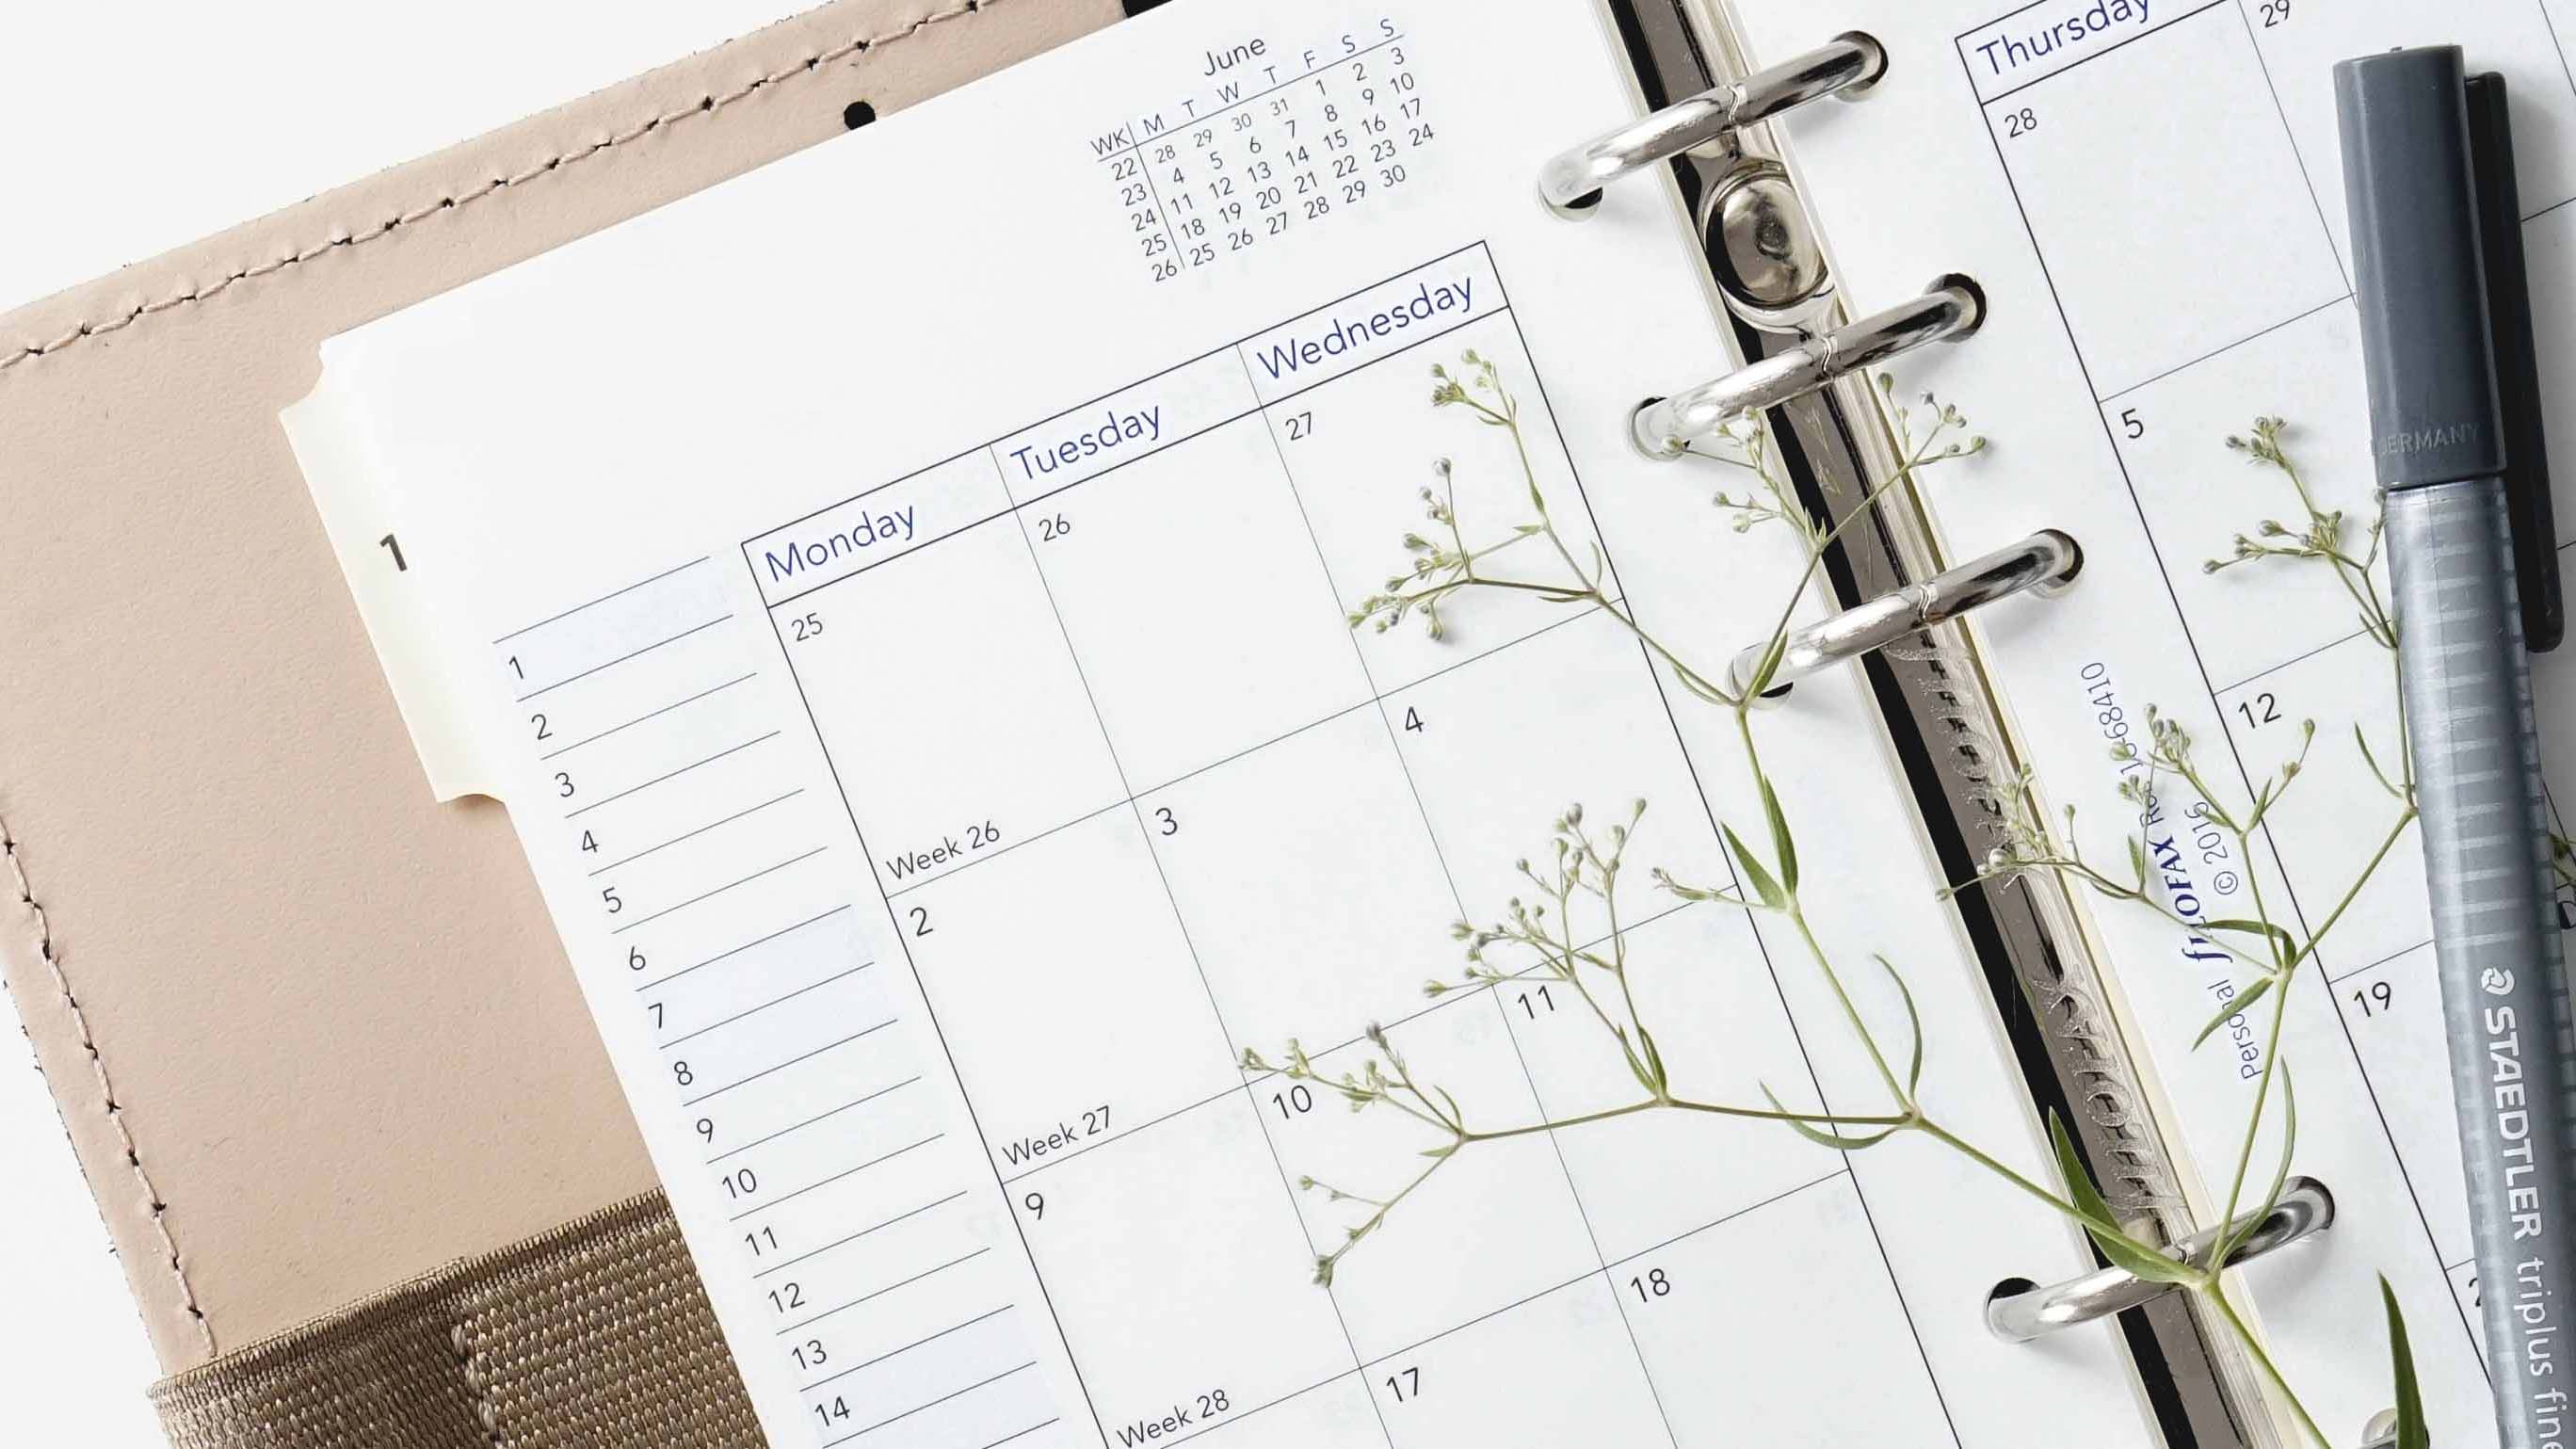 June
WK M T W T F S S
22 28 29 30 31 1 2 3
23 4 5 6 7 8 9 10
24 11 12 13 14 15 16 17
25 18 19 20 21 22 23 24
26 25 26 27 28 29 30
1
Monday Tuesday Wednesday
25 26 27
Week 26
2 3 4
Week 27
9 10 11
Week 28
17 18
1
2
3
4
5
6
7
8
9
10
11
12
13
14
Thursday
28 29
5
12
19
Personal filofax
68410
© 2016
GERMANY
STAEDTLER triplus fin